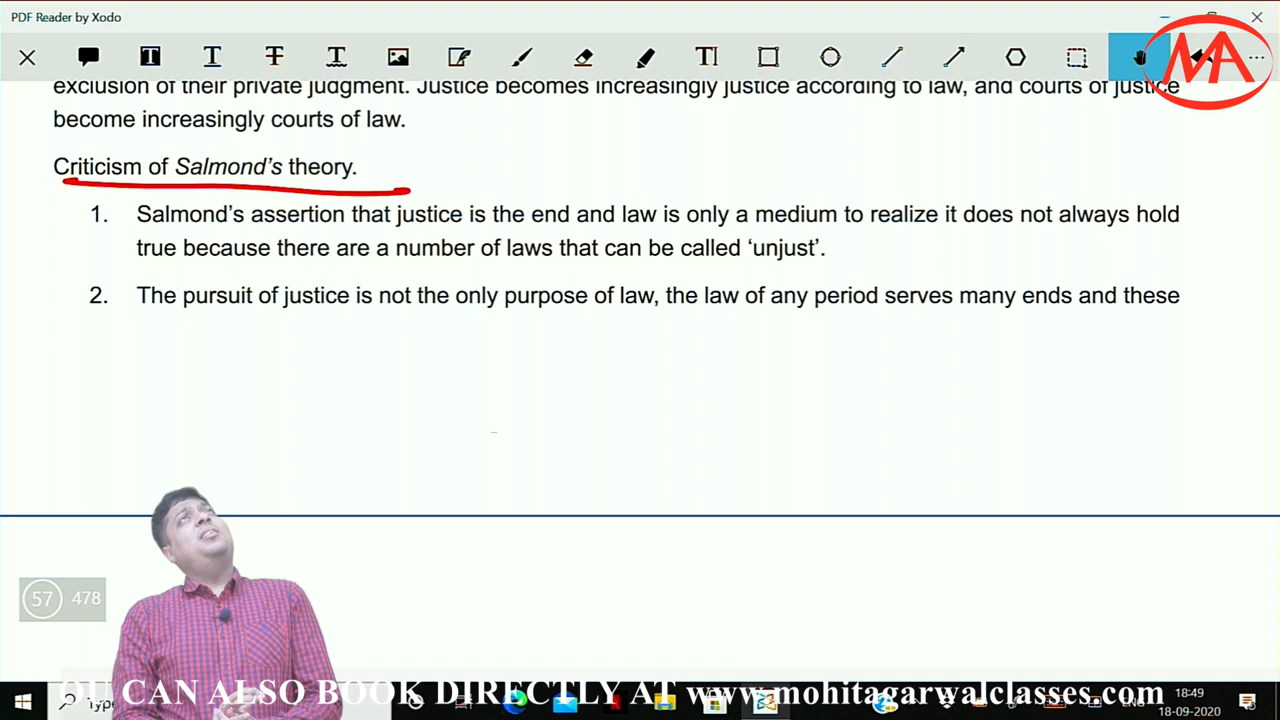 PDF Reader by Xodo
MA
exclusion of their private judgment. Justice becomes increasingly justice according to law, and courts of justice
become increasingly courts of law.
Criticism of Salmond's theory.
1. Salmond's assertion that justice is the end and law is only a medium to realize it does not always hold
true because there are a number of laws that can be called ‘unjust’.
2. The pursuit of justice is not the only purpose of law, the law of any period serves many ends and these
57 478
OU CAN ALSO BOOK DIRECTLY AT www.mohitagarwalclasses.com
Type
ENG
18:49
18-09-2020